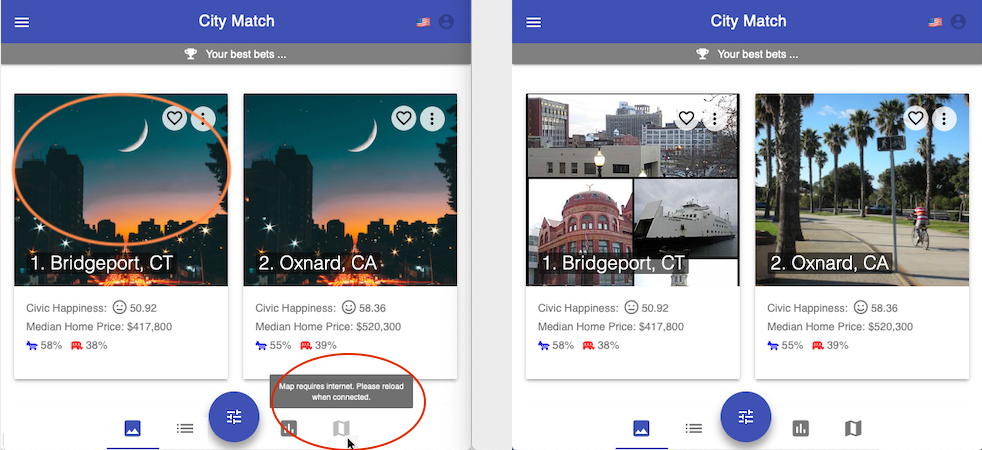 City Match
Your best bets ...
1. Bridgeport, CT
2. Oxnard, CA
Civic Happiness: 50.92
Median Home Price: $417,800
58% 38%
Civic Happiness: 58.36
Median Home Price: $520,300
55% 39%
Map requires internet. Please reload
when connected.
City Match
Your best bets ...
1. Bridgeport, CT
2. Oxnard, CA
Civic Happiness: 50.92
Median Home Price: $417,800
58% 38%
Civic Happiness: 58.36
Median Home Price: $520,300
55% 39%